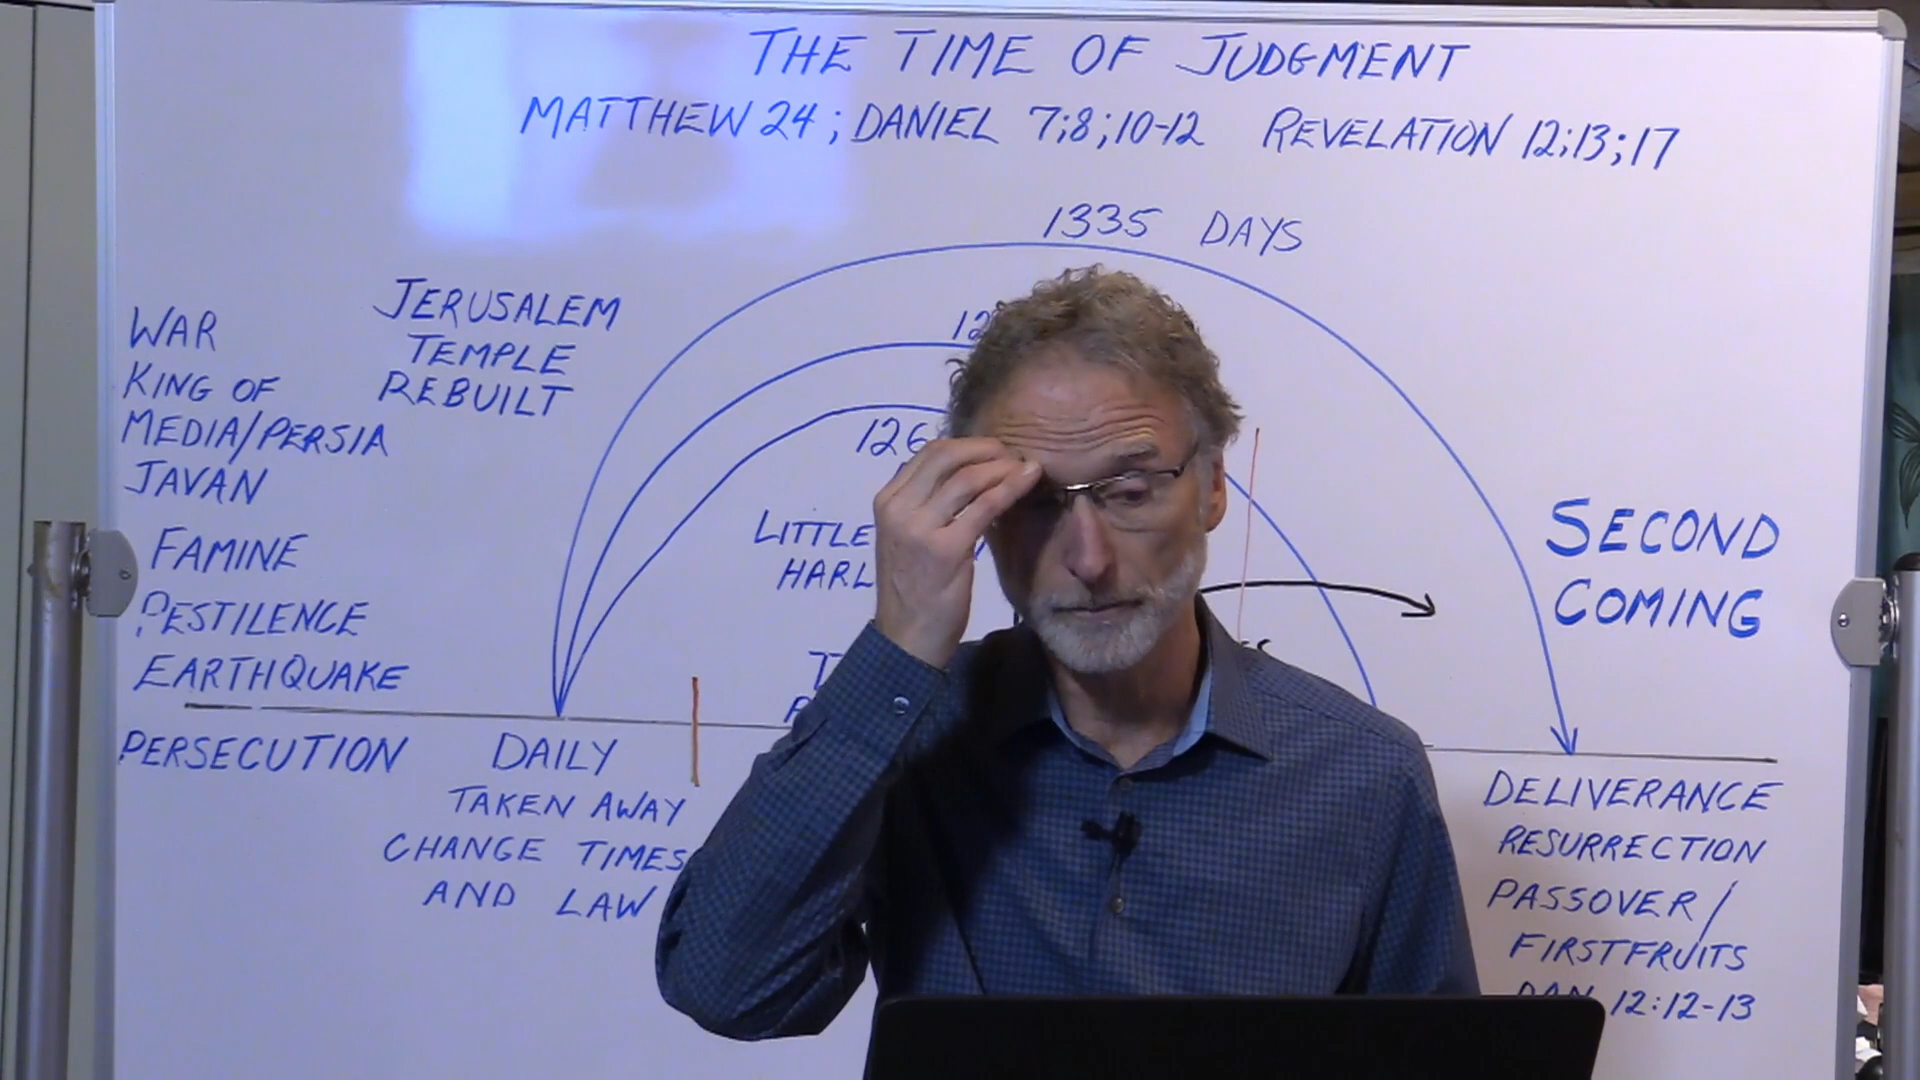 THE TIME OF JUDGMENT
MATTHEW 24; DANIEL 7;8;10-12 REVELATION 12;13;17
1335 DAYS
JERUSALEM
TEMPLE
REBUILT
WAR
KING OF
MEDIA/PERSIA
JAVAN
FAMINE
PESTILENCE
EARTHQUAKE
PERSECUTION
LITTLE
SECOND
COMING
DAILY
TAKEN AWAY
CHANGE TIMES
AND LAW
DELIVERANCE
RESURRECTION
PASSOVER/
FIRSTFRUITS
DAN 12:12-13